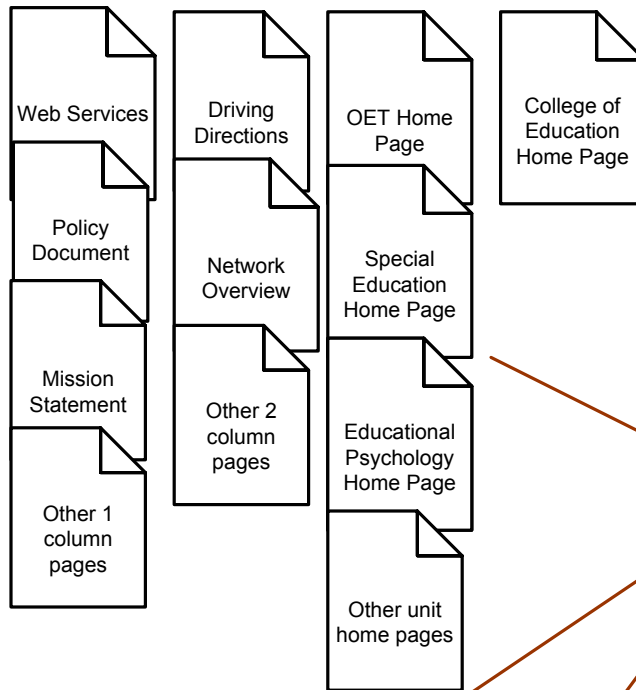 Web Services
Policy
Document
Mission
Statement
Other 1
column
pages
Driving
Directions
Network
Overview
Other 2
column
pages
OET Home
Page
Special
Education
Home Page
Educational
Psychology
Home Page
Other unit
home pages
College of
Education
Home Page